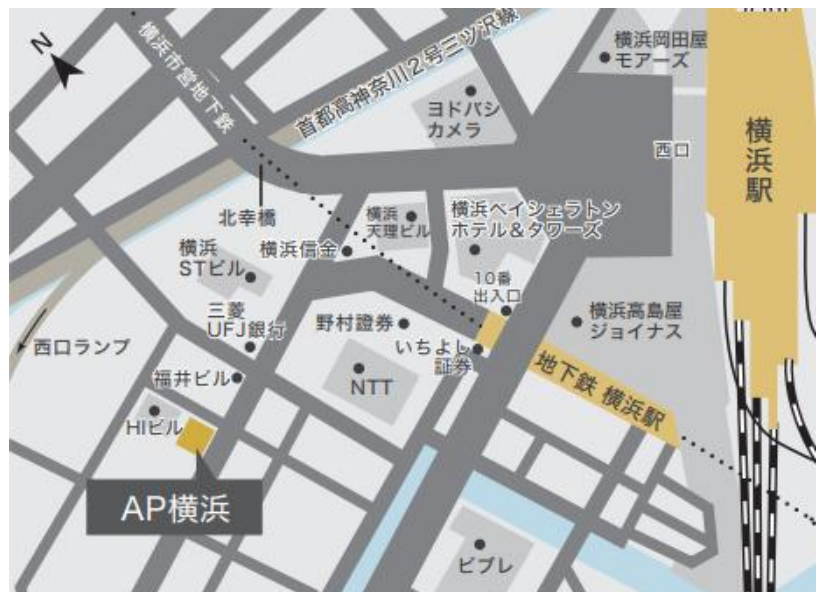 N
横浜市営地下鉄
首都高神奈川2号三ツ沢線
横浜岡田屋
モアーズ
ヨドバシ
カメラ
西口
横浜駅
北幸橋
横浜
天理ビル
横浜ベイシェラトン
ホテル&タワーズ
横浜
STビル
横浜信金
10番
出入口
三菱
UFJ銀行
野村證券
横浜高島屋
ジョイナス
西口ランプ
いちよし
証券
地下鉄 横浜駅
福井ビル
NTT
HIビル
AP横浜
ビブレ